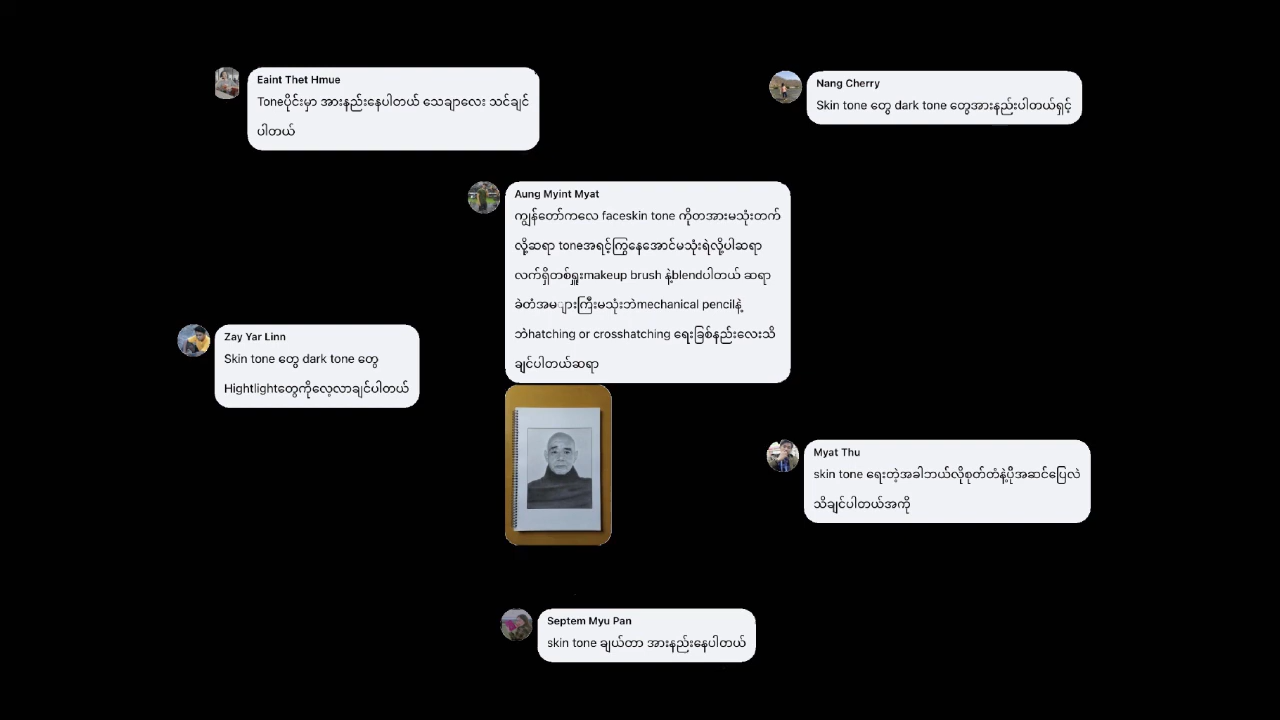 Eaint Thet Hmue
Toneပိုင်းမှာ အားနည်းနေပါတယ် သေချာလေး သင်ချင်
ပါတယ်
Nang Cherry
Skin tone တွေ dark tone တွေအားနည်းပါတယ်ရှင့်
Aung Myint Myat
ကျွန်တော်ကလေ faceskin tone ကိုတအားမသုံးတက်
လို့ဆရာ toneအရင့်ကြွနေအောင်မသုံးရဲလို့ပါဆရာ
လက်ရှိတစ်ရှူးmakeup brush နဲ့blendပါတယ် ဆရာ
ခဲတံအများကြီးမသုံးဘဲmechanical pencilနဲ့
ဘဲhatching or crosshatching ရေးခြစ်နည်းလေးသိ
ချင်ပါတယ်ဆရာ
Zay Yar Linn
Skin tone တွေ dark tone တွေ
Hightlightတွေကိုလေ့လာချင်ပါတယ်
Myat Thu
skin tone ရေးတဲ့အခါဘယ်လိုစုတ်တံနဲ့ပိုအဆင်ပြေလဲ
သိချင်ပါတယ်အကို
Septem Myu Pan
skin tone ချယ်တာ အားနည်းနေပါတယ်